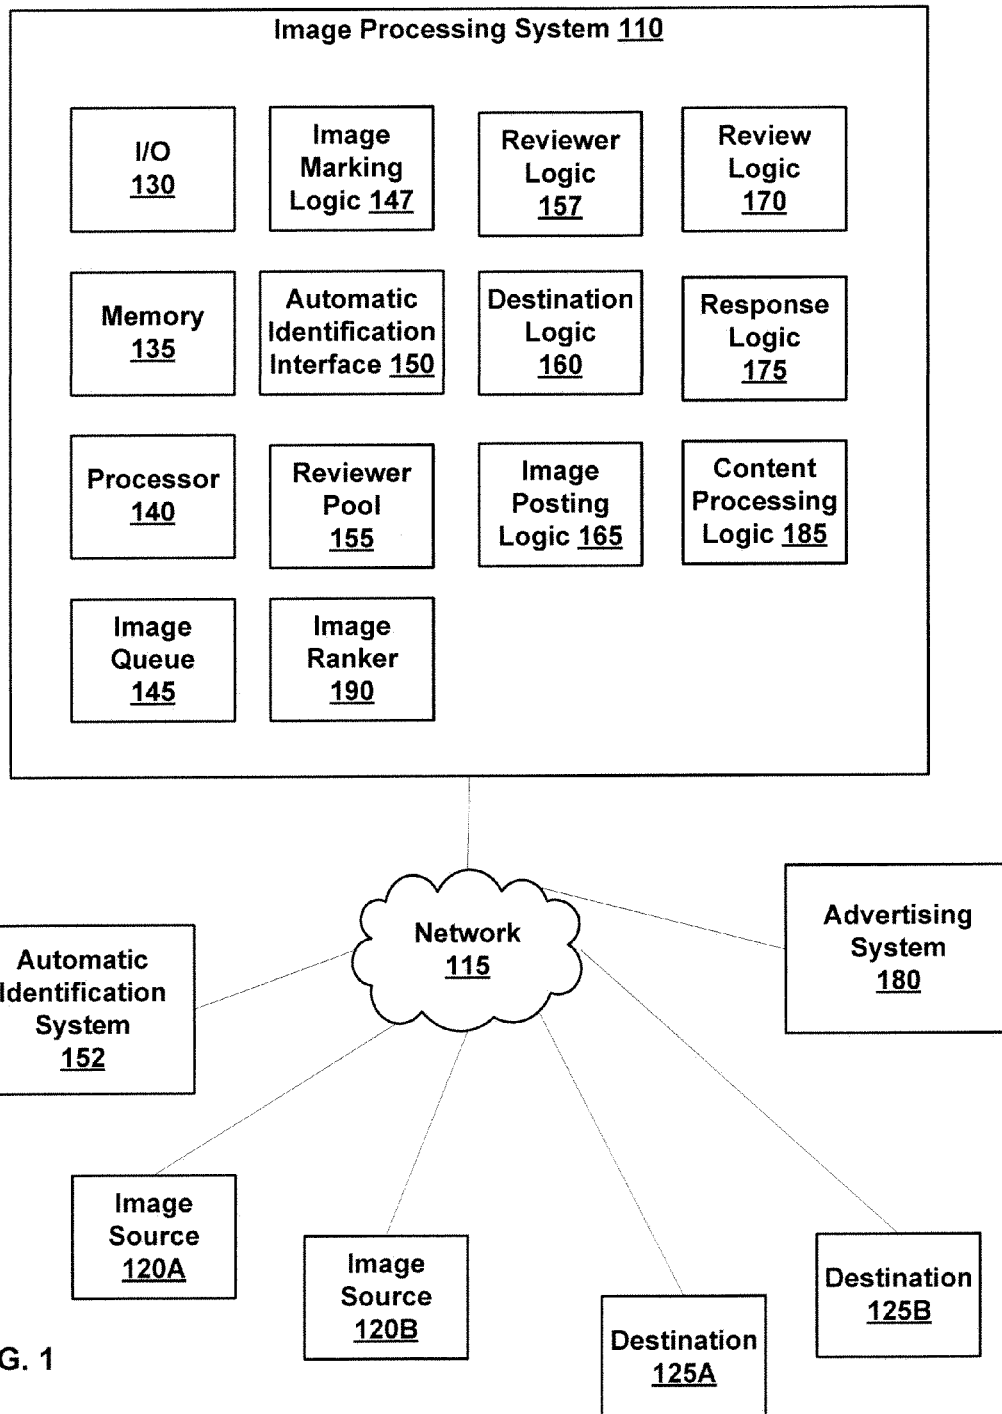 Image Processing System 110
I/O
130
Image
Marking
Logic 147
Reviewer
Logic
157
Review
Logic
170
Memory
135
Automatic
Identification
Interface 150
Destination
Logic
160
Response
Logic
175
Processor
140
Reviewer
Pool
155
Image
Posting
Logic 165
Content
Processing
Logic 185
Image
Queue
145
Image
Ranker
190
Network
115
Advertising
System
180
Automatic
Identification
System
152
Image
Source
120A
Image
Source
120B
Destination
125A
Destination
125B
G. 1